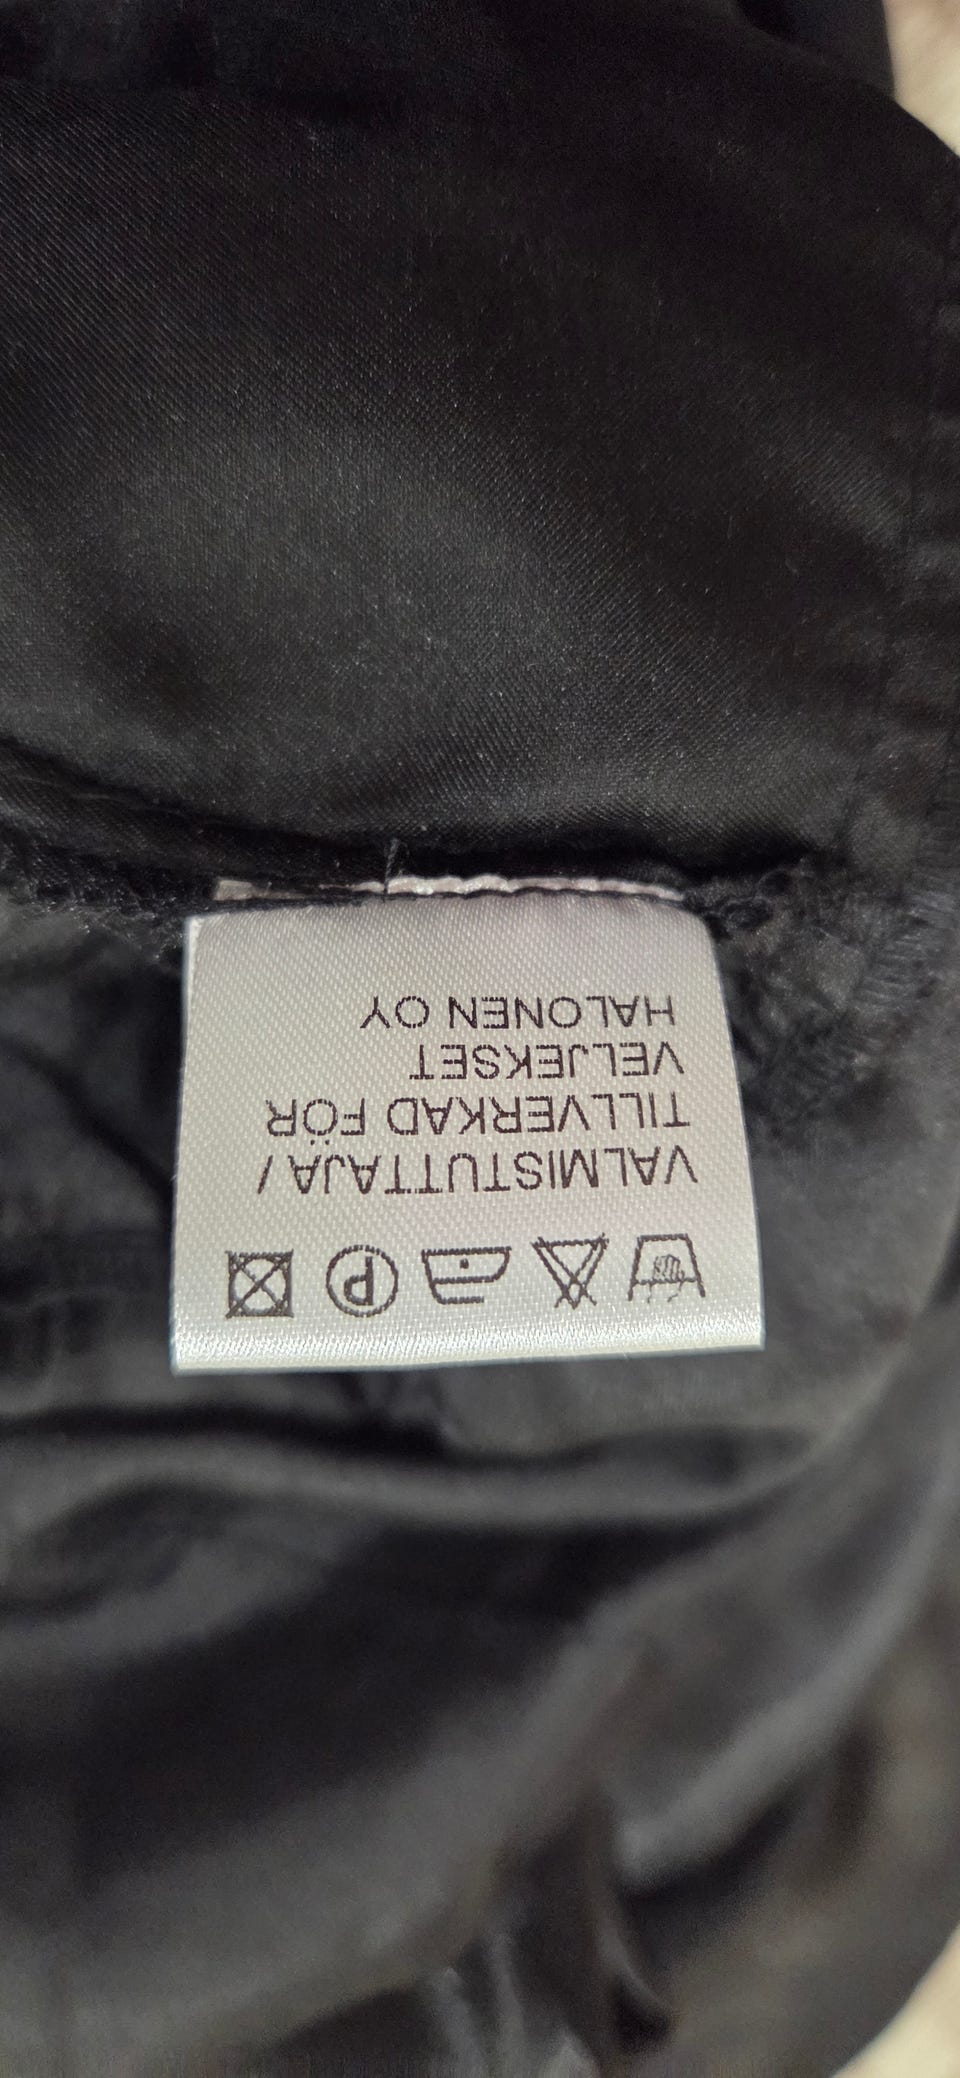 P
VALMISTUTTAJA /
TILLVERKAD FÖR
VELJEKSET
HALONEN OY